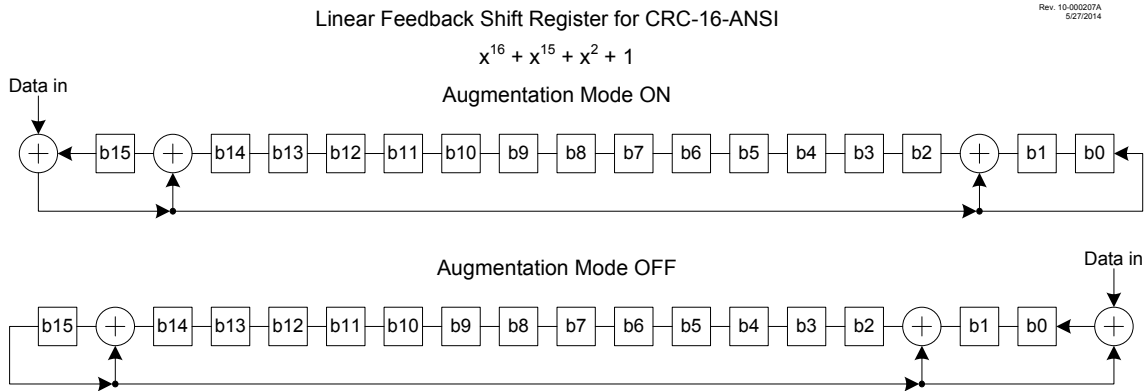 Rev. 10-000207A
5/27/2014
Linear Feedback Shift Register for CRC-16-ANSI
x¹⁶ + x¹⁵ + x² + 1
Augmentation Mode ON
Data in
b15 b14 b13 b12 b11 b10 b9 b8 b7 b6 b5 b4 b3 b2 b1 b0
Augmentation Mode OFF
Data in
b15 b14 b13 b12 b11 b10 b9 b8 b7 b6 b5 b4 b3 b2 b1 b0